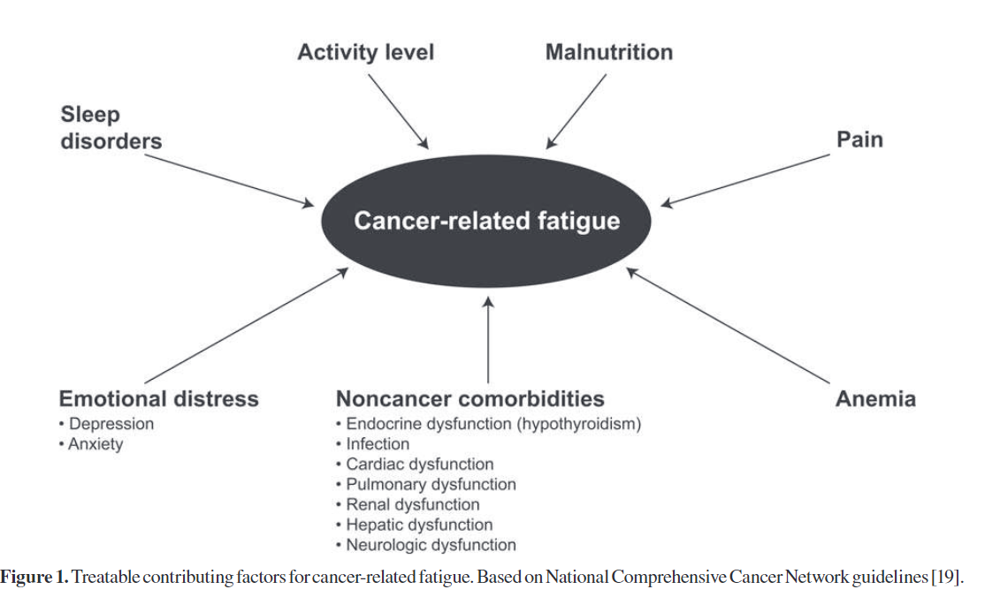 Activity level
Malnutrition
Sleep
disorders
Pain
Cancer-related fatigue
Emotional distress
• Depression
• Anxiety
Noncancer comorbidities
• Endocrine dysfunction (hypothyroidism)
• Infection
• Cardiac dysfunction
• Pulmonary dysfunction
• Renal dysfunction
• Hepatic dysfunction
• Neurologic dysfunction
Anemia
Figure 1. Treatable contributing factors for cancer-related fatigue. Based on National Comprehensive Cancer Network guidelines [19].